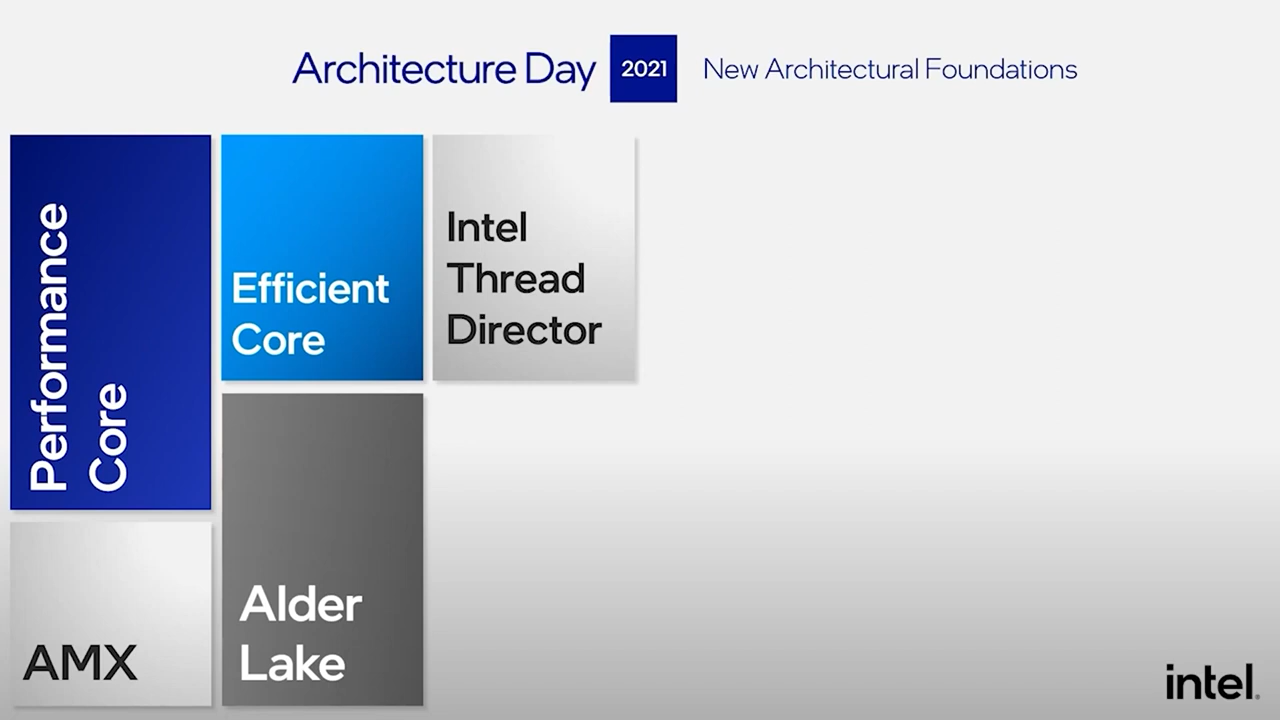 Architecture Day 2021 New Architectural Foundations
Performance
Core
Efficient
Core
Intel
Thread
Director
AMX
Alder
Lake
intel.